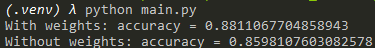 (.venv) λ python main.py
With weights: accuracy = 0.8811067704858943
Without weights: accuracy = 0.8598107603082578